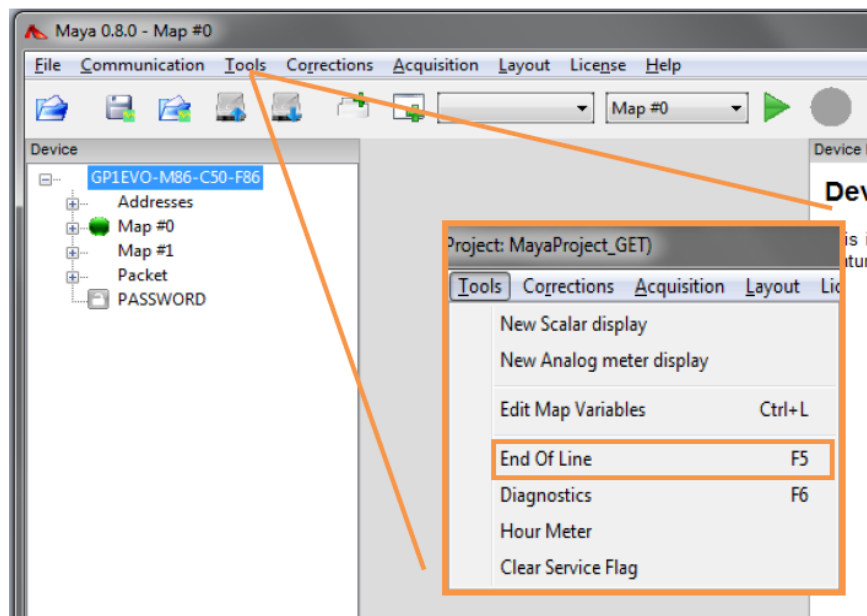 Maya 0.8.0 - Map #0
File Communication Tools Corrections Acquisition Layout License Help
Map #0
Device
GP1EVO-M86-C50-F86
Addresses
Map #0
Map #1
Packet
PASSWORD
Device
Dev
is i
Project: MayaProject_GET)
Tools Corrections Acquisition Layout Lic
New Scalar display
New Analog meter display
Edit Map Variables Ctrl+L
End Of Line F5
Diagnostics F6
Hour Meter
Clear Service Flag